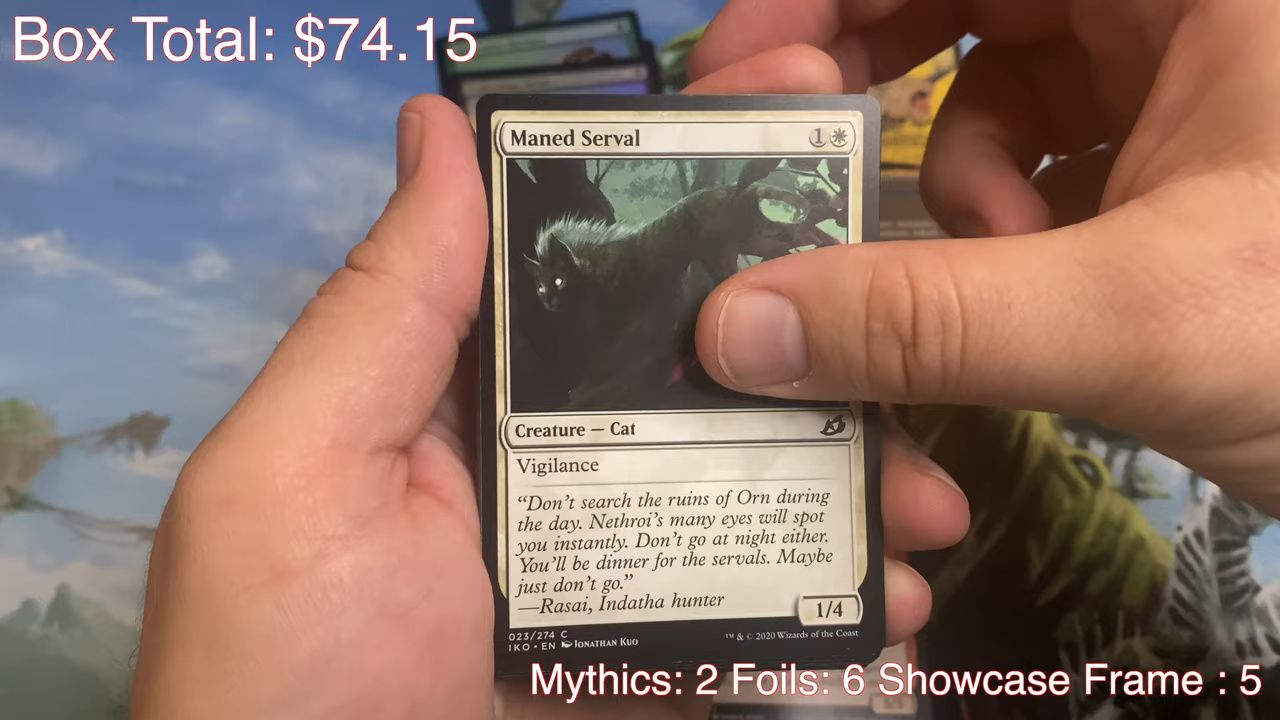 Box Total: $74.15
Maned Serval 1
Creature — Cat
Vigilance
“Don’t search the ruins of Orn during
the day. Nethroi’s many eyes will spot
you instantly. Don’t go at night either.
You’ll be dinner for the servals. Maybe
just don’t go.”
—Rasai, Indatha hunter
1/4
023/274 C
IKO • EN Jonathan Kuo
™ & © 2020 Wizards of the Coast
Mythics: 2 Foils: 6 Showcase Frame : 5